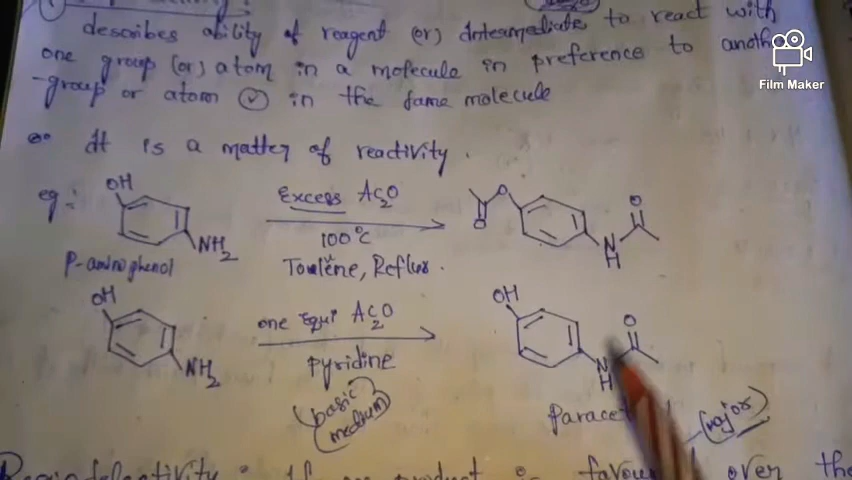 describes ability of reagent (or) Intermediate to react with
one group (or) atom in a molecule in preference to anoth
-group or atom in the same molecule
It is a matter of reactivity.
eg:
OH
NH2
P-aminophenol
Excess Ac2O
100°C
Toulene, Reflux.
O
O
O
N
H
OH
NH2
one Equi Ac2O
pyridine
(basic
medium)
OH
O
N
H
Paracet
(major)
over the
Film Maker